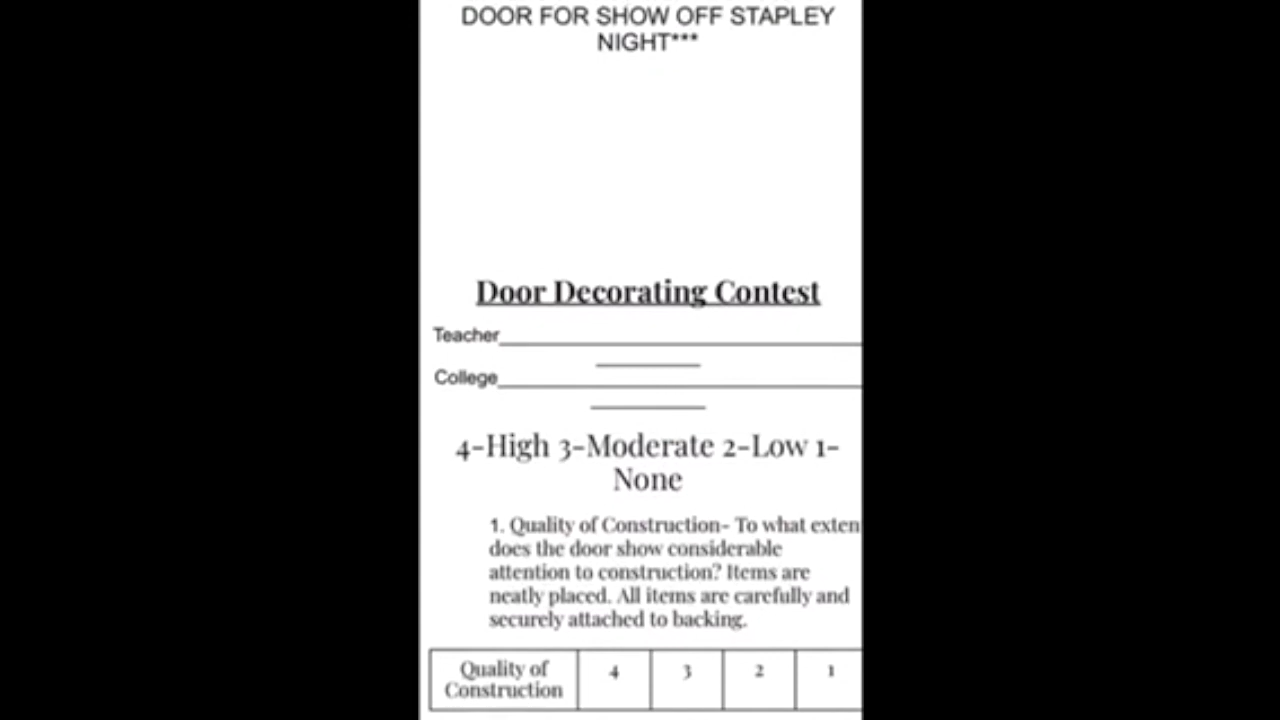 DOOR FOR SHOW OFF STAPLEY
NIGHT***
Door Decorating Contest
Teacher
College
4-High 3-Moderate 2-Low 1-
None
1. Quality of Construction- To what exten
does the door show considerable
attention to construction? Items are
neatly placed. All items are carefully and
securely attached to backing.
Quality of 4 3 2 1
Construction